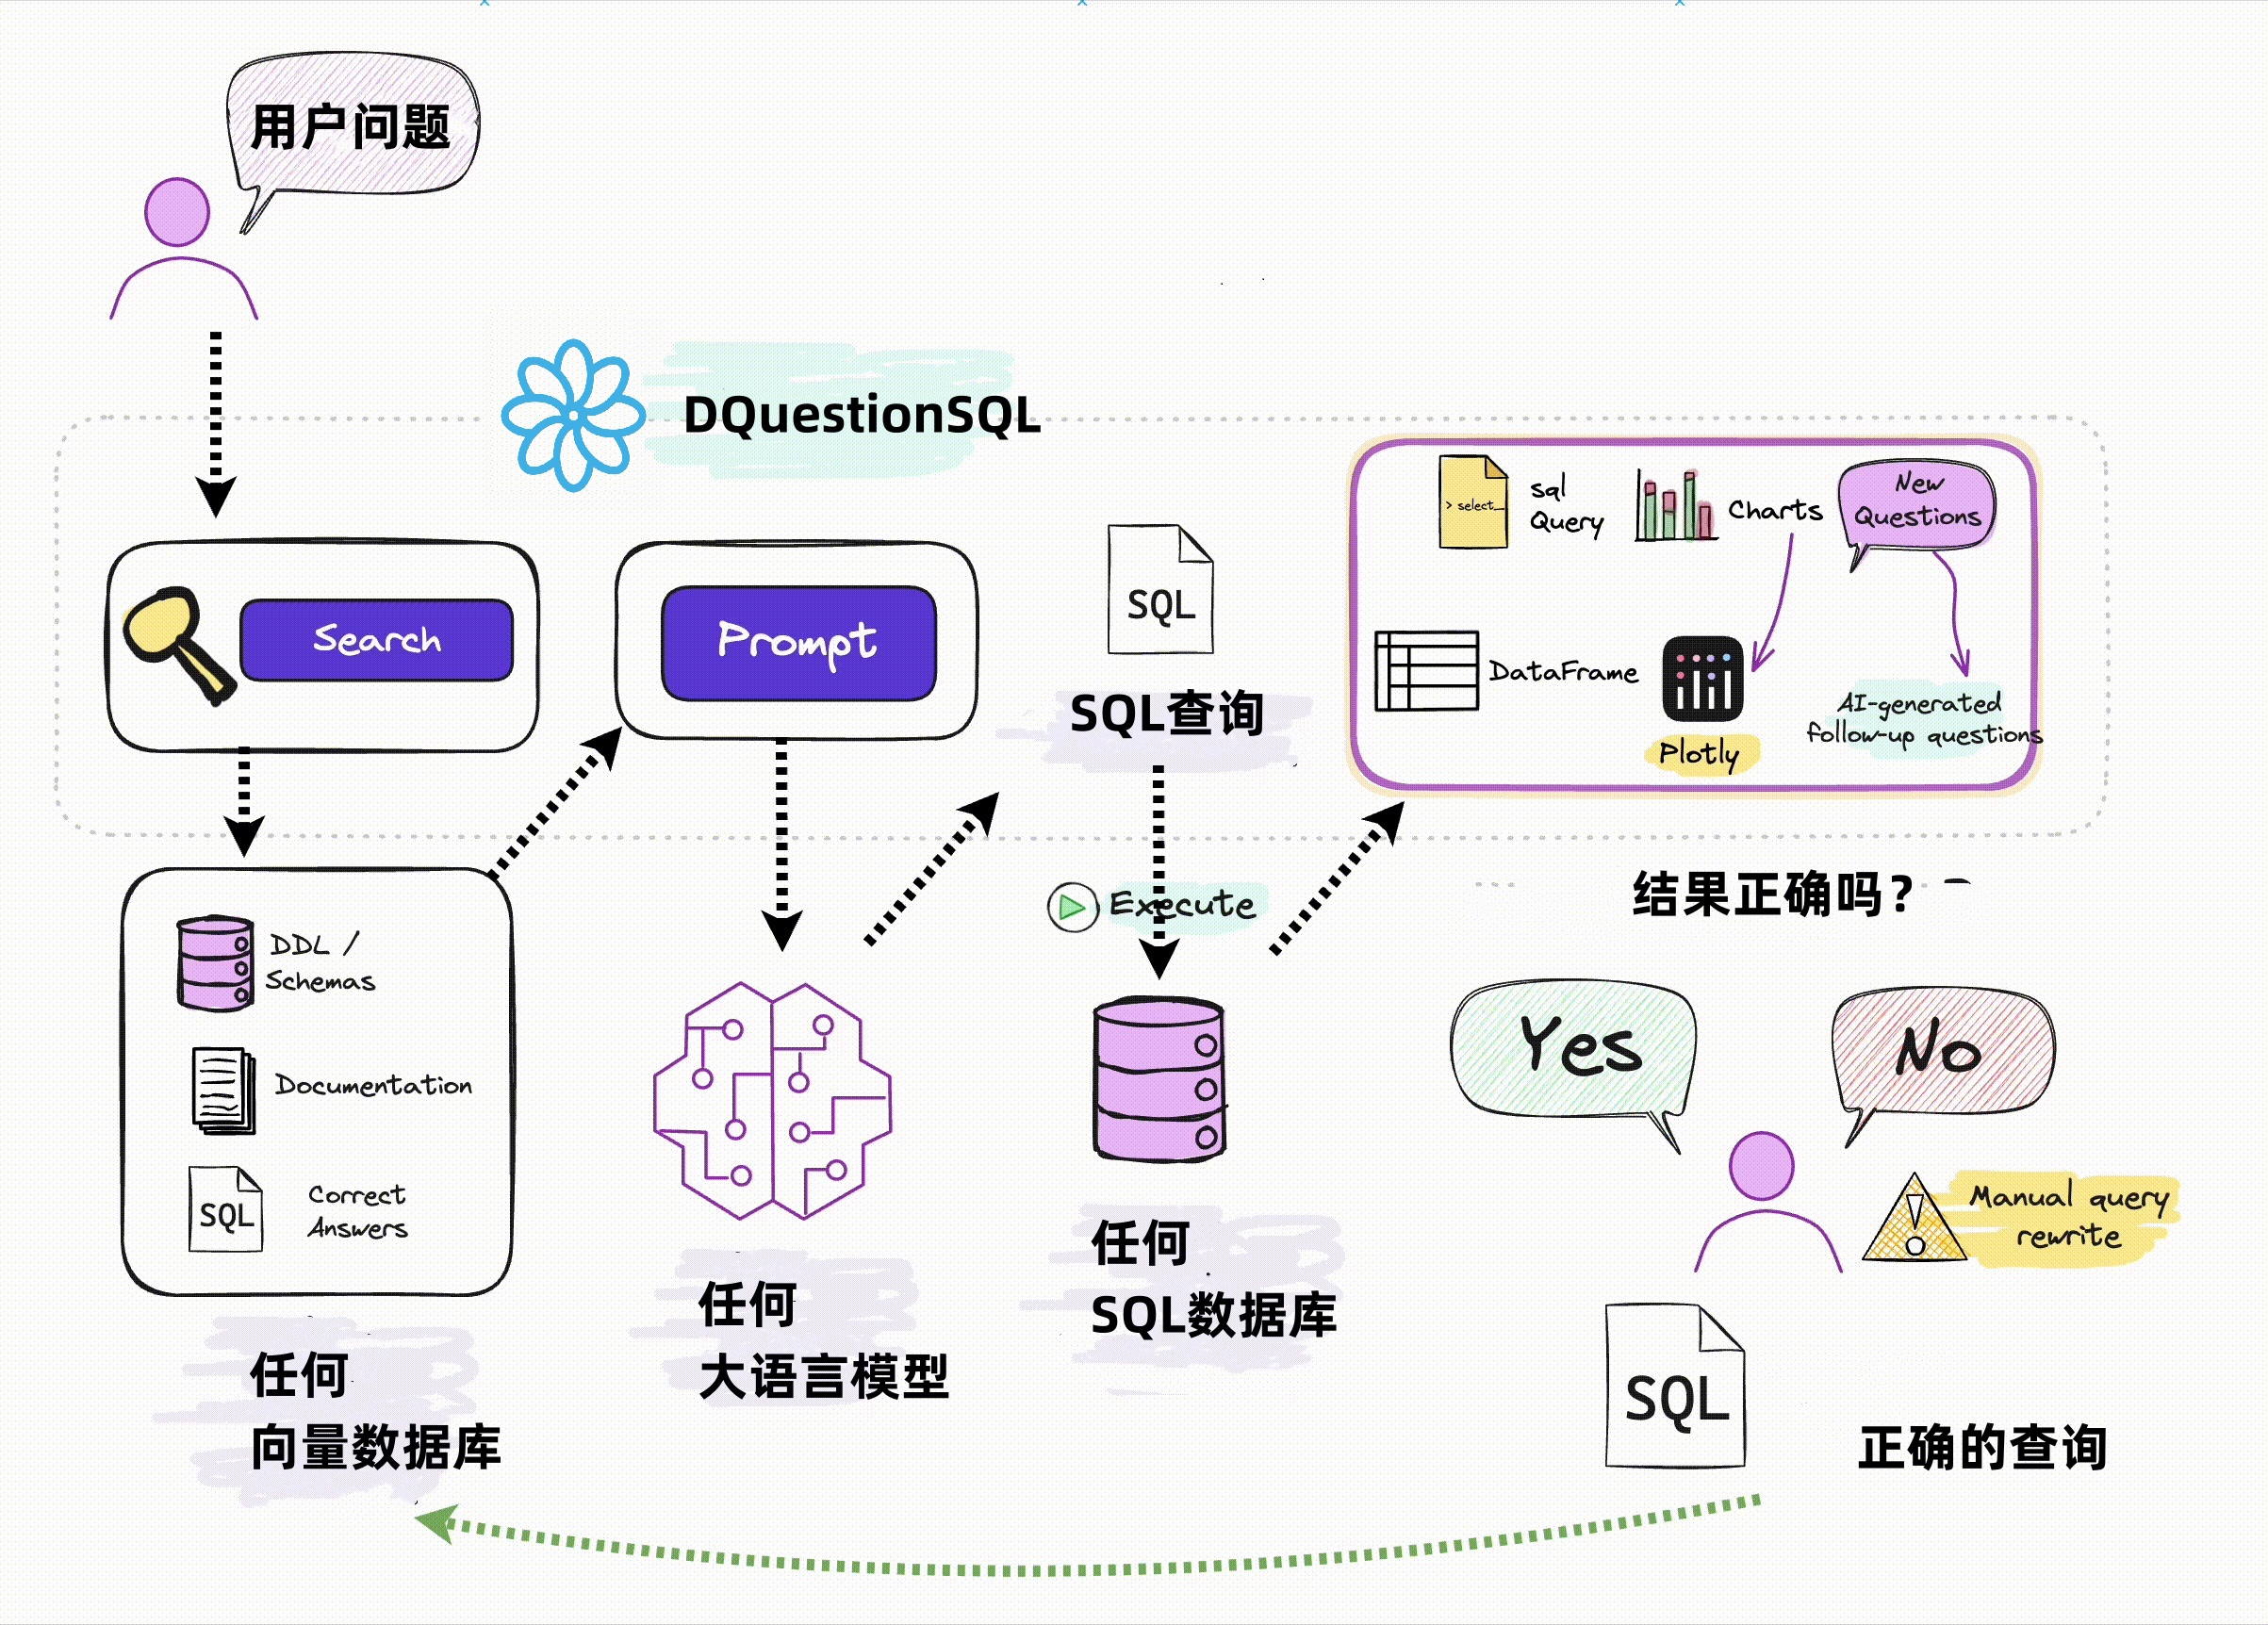 用户问题
DQuestionSQL
Search
Prompt
SQL
SQL查询
> select_
sql
Query
Charts
New
Questions
DataFrame
Plotly
AI-generated
follow-up questions
Execute
结果正确吗?
DDL /
Schemas
Documentation
SQL
Correct
Answers
任何
向量数据库
任何
大语言模型
任何
SQL数据库
Yes
No
Manual query
rewrite
SQL
正确的查询